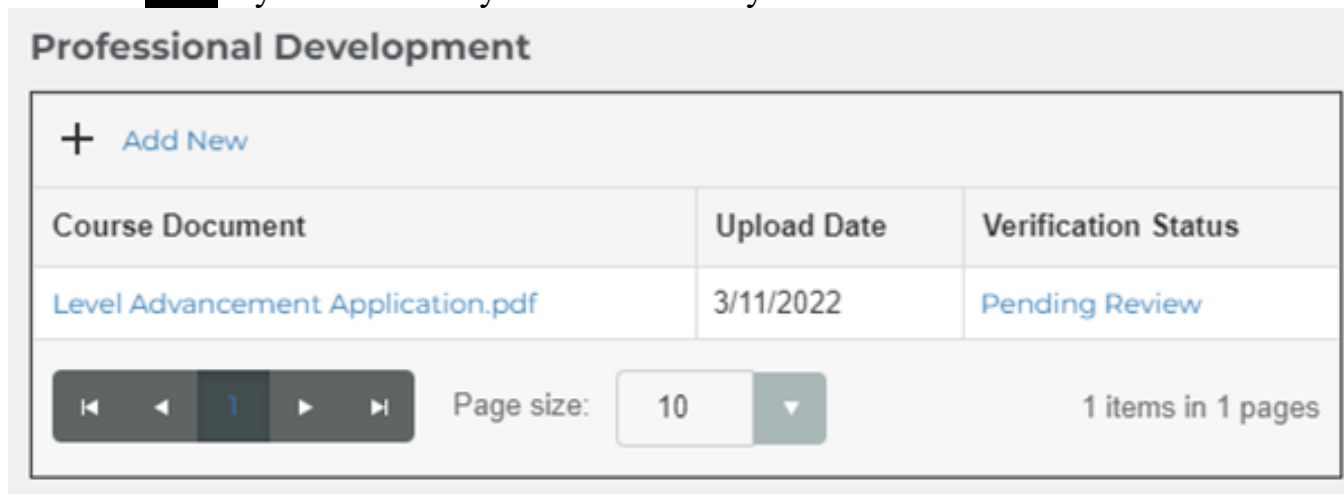 Professional Development
+ Add New
Course Document Upload Date Verification Status
Level Advancement Application.pdf 3/11/2022 Pending Review
1 Page size: 10 1 items in 1 pages